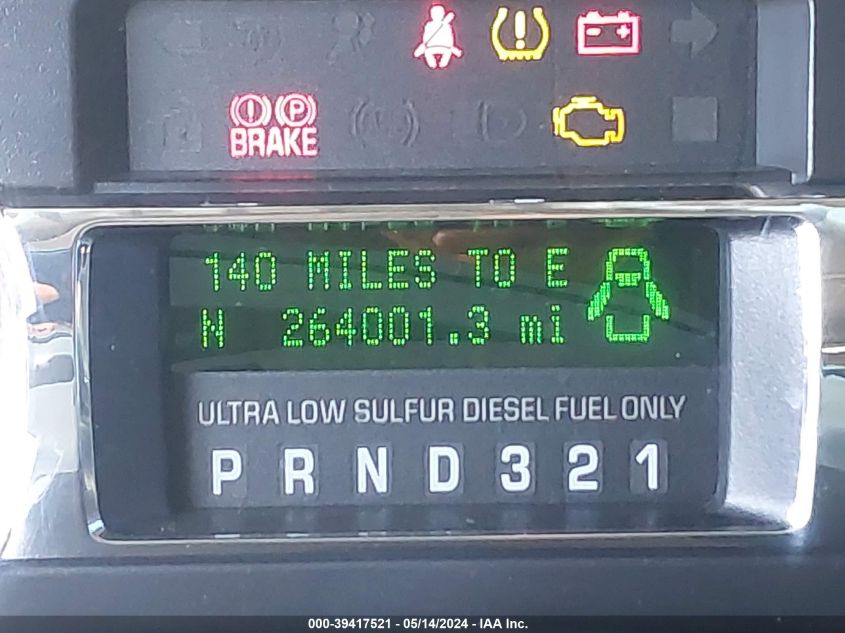 P
BRAKE
140 MILES TO E
N 264001.3 mi
ULTRA LOW SULFUR DIESEL FUEL ONLY
P R N D 3 2 1
000-39417521 - 05/14/2024 - IAA Inc.